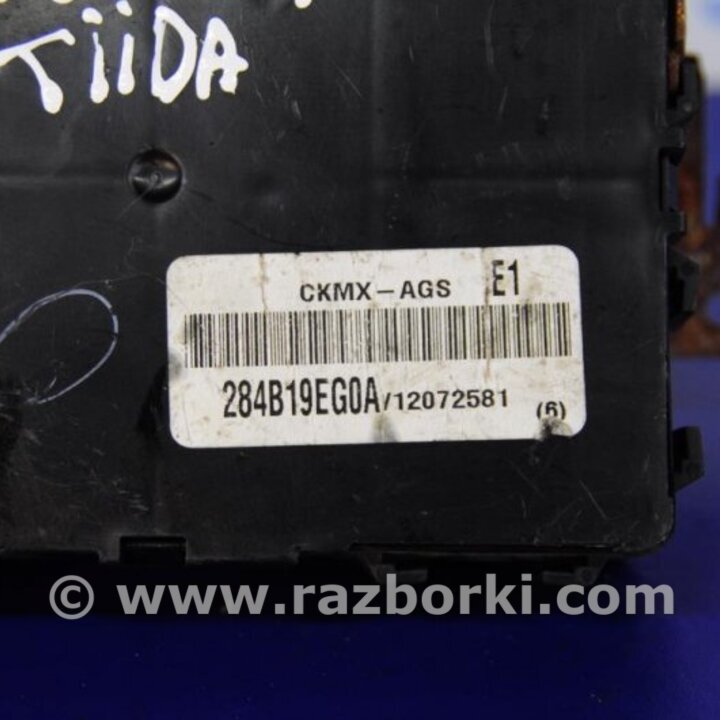 TiiDA
CKMX-AGS E1
284B19EG0A/12072581 (6)
© www.razborki.com